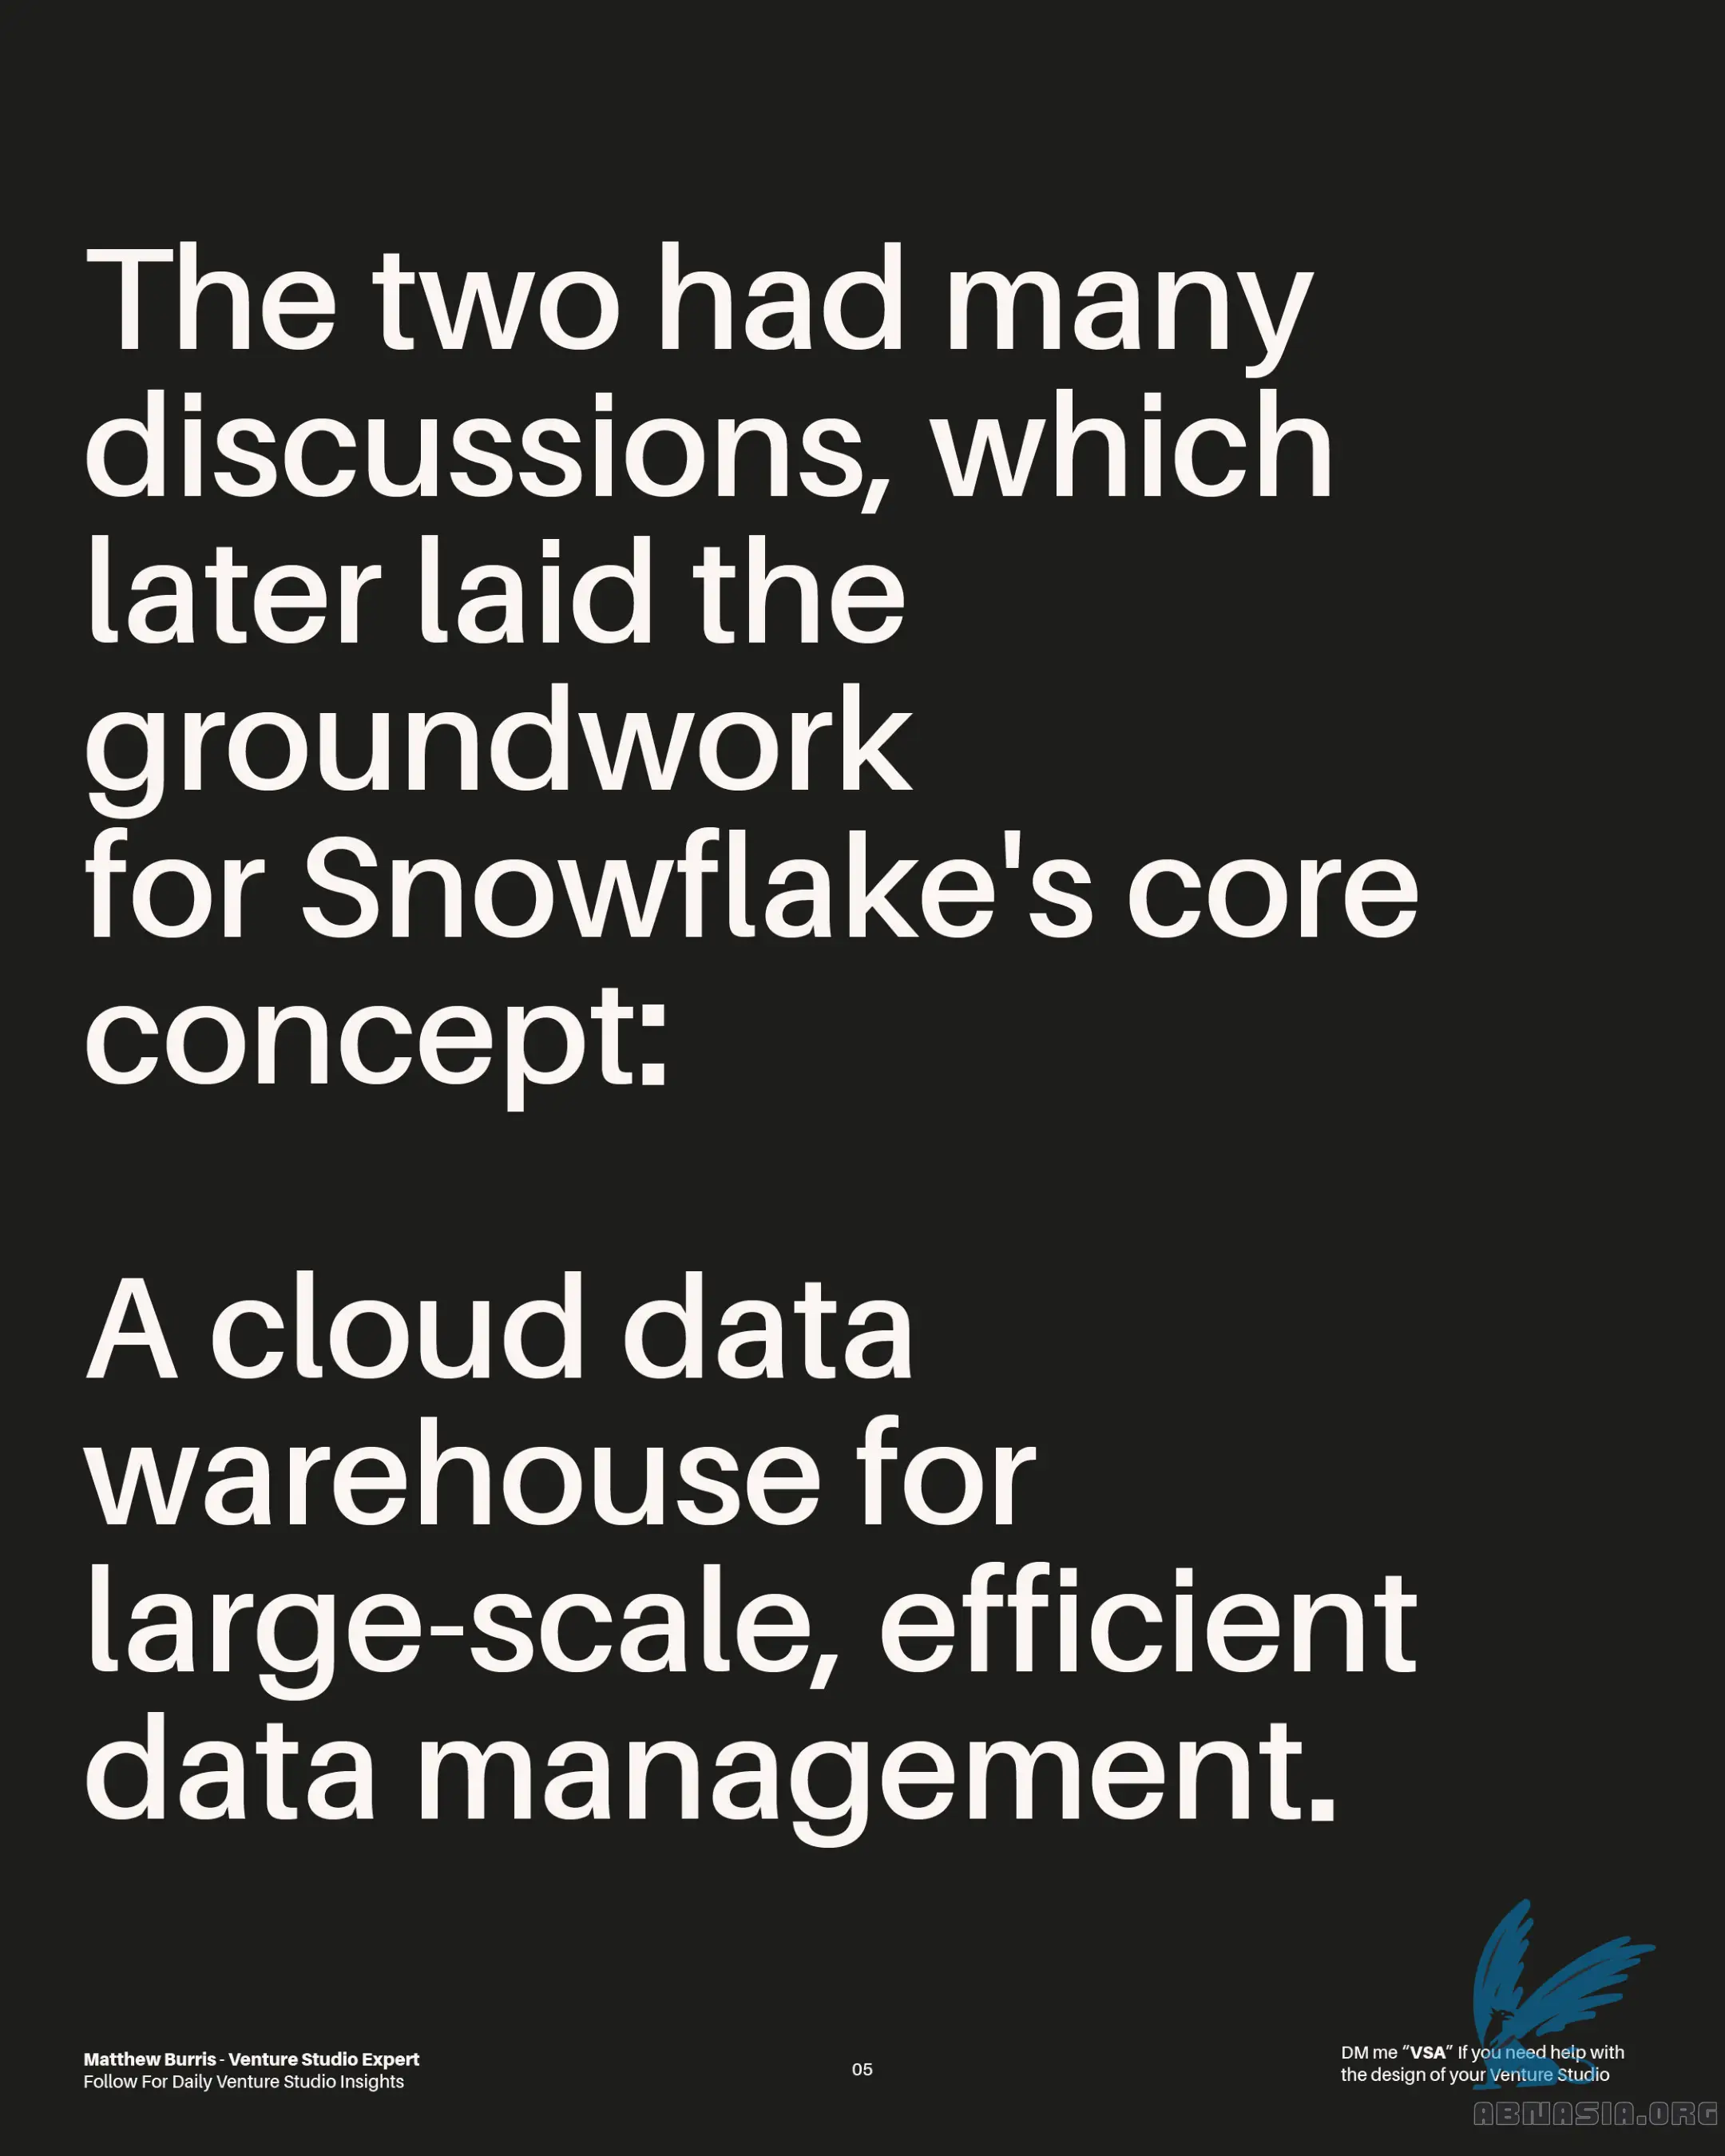 The two had many
discussions, which
later laid the
groundwork
for Snowflake's core
concept:
A cloud data
warehouse for
large-scale, efficient
data management.
Matthew Burris - Venture Studio Expert
Follow For Daily Venture Studio Insights
05
DM me “VSA” If you need help with
the design of your Venture Studio
ABNASIA.ORG